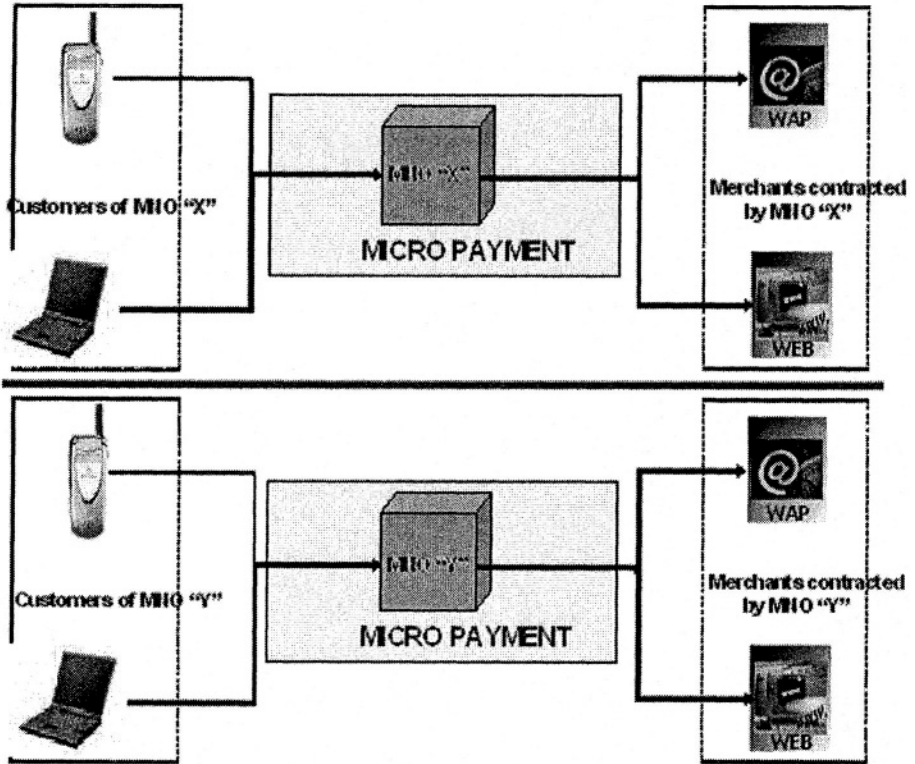 WAP
MNO "X"
Customers of MNO "X"
Merchants contracted
by MNO "X"
MICRO PAYMENT
WEB
WAP
MNO "Y"
Customers of MNO "Y"
Merchants contracted
by MNO "Y"
MICRO PAYMENT
WEB